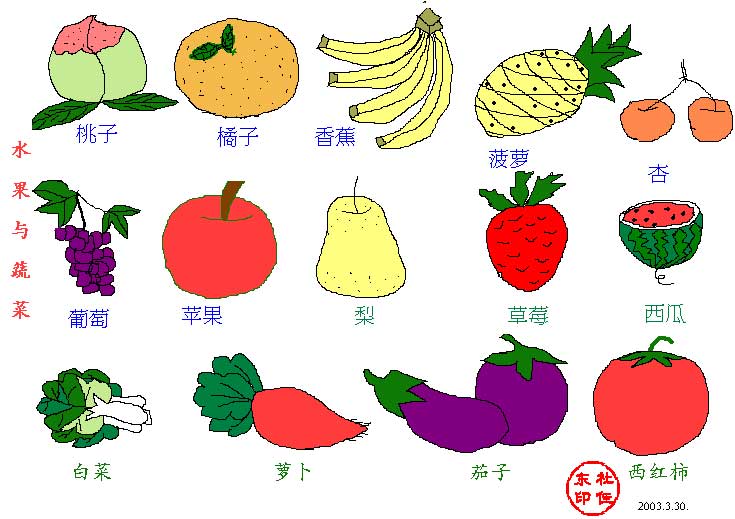 水果与蔬菜
桃子
橘子
香蕉
菠萝
杏
葡萄
苹果
梨
草莓
西瓜
白菜
萝卜
茄子
西红柿
2003.3.30.